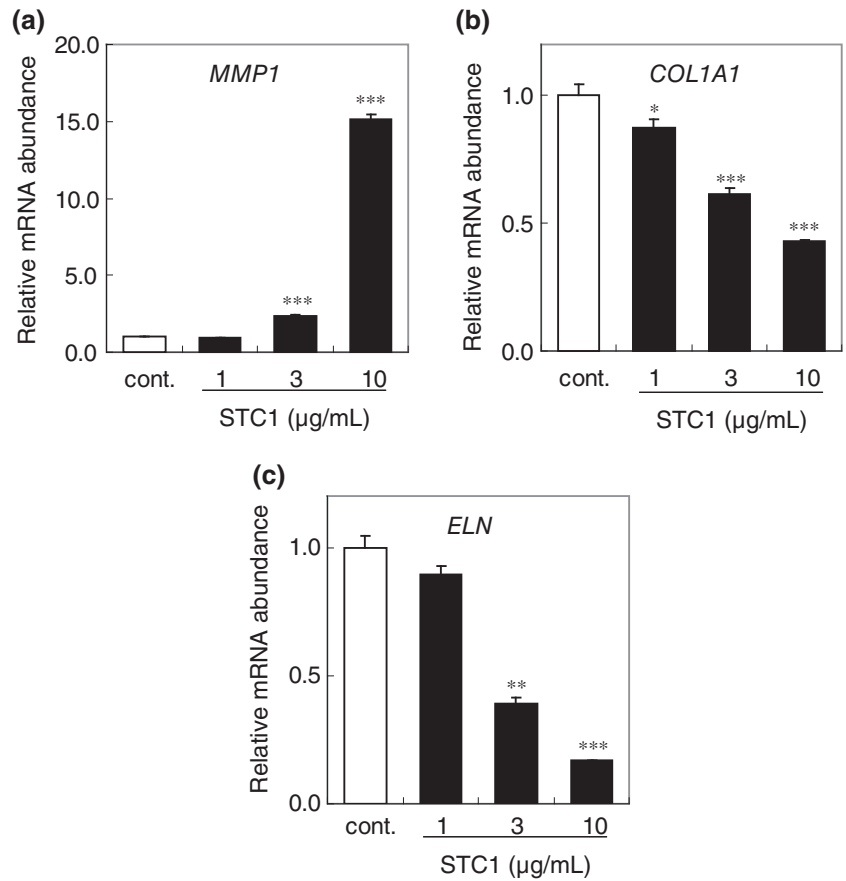 (a)
MMP1
Relative mRNA abundance
20.0
15.0
10.0
5.0
0.0
***
***
cont. 1 3 10
STC1 (µg/mL)
(b)
COL1A1
Relative mRNA abundance
1.0
0.5
0.0
*
***
***
cont. 1 3 10
STC1 (µg/mL)
(c)
ELN
Relative mRNA abundance
1.0
0.5
0.0
**
***
cont. 1 3 10
STC1 (µg/mL)